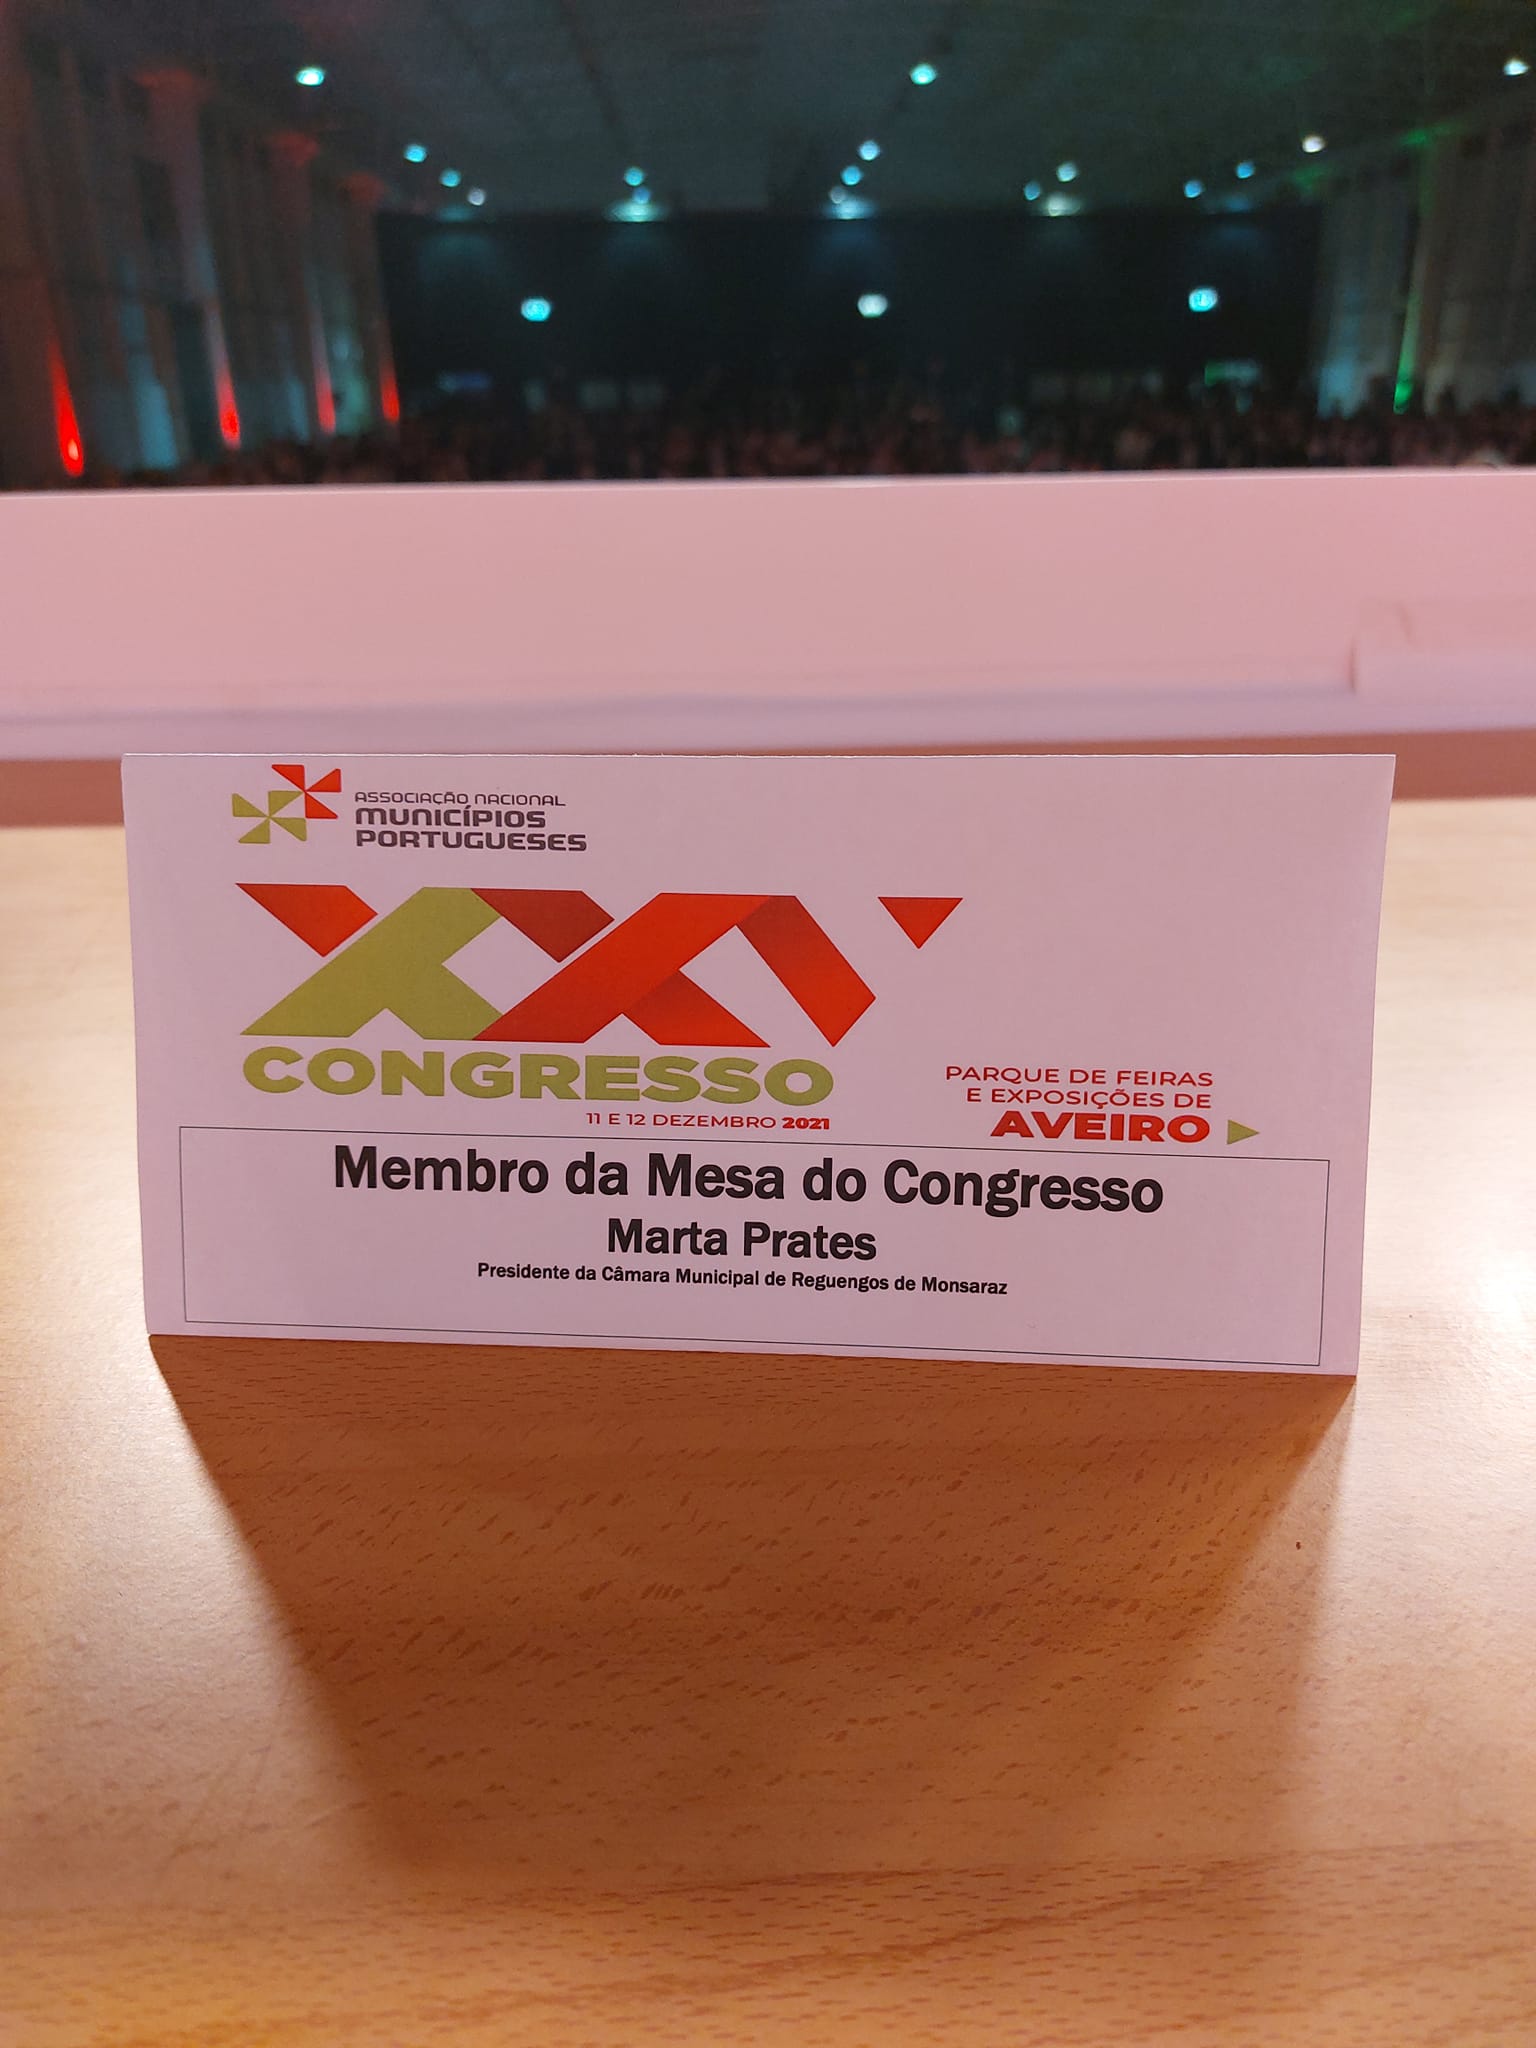 ASSOCIAÇÃO NACIONAL
MUNICÍPIOS
PORTUGUESES
XXV
CONGRESSO
11 E 12 DEZEMBRO 2021
PARQUE DE FEIRAS
E EXPOSIÇÕES DE
AVEIRO
Membro da Mesa do Congresso
Marta Prates
Presidente da Câmara Municipal de Reguengos de Monsaraz